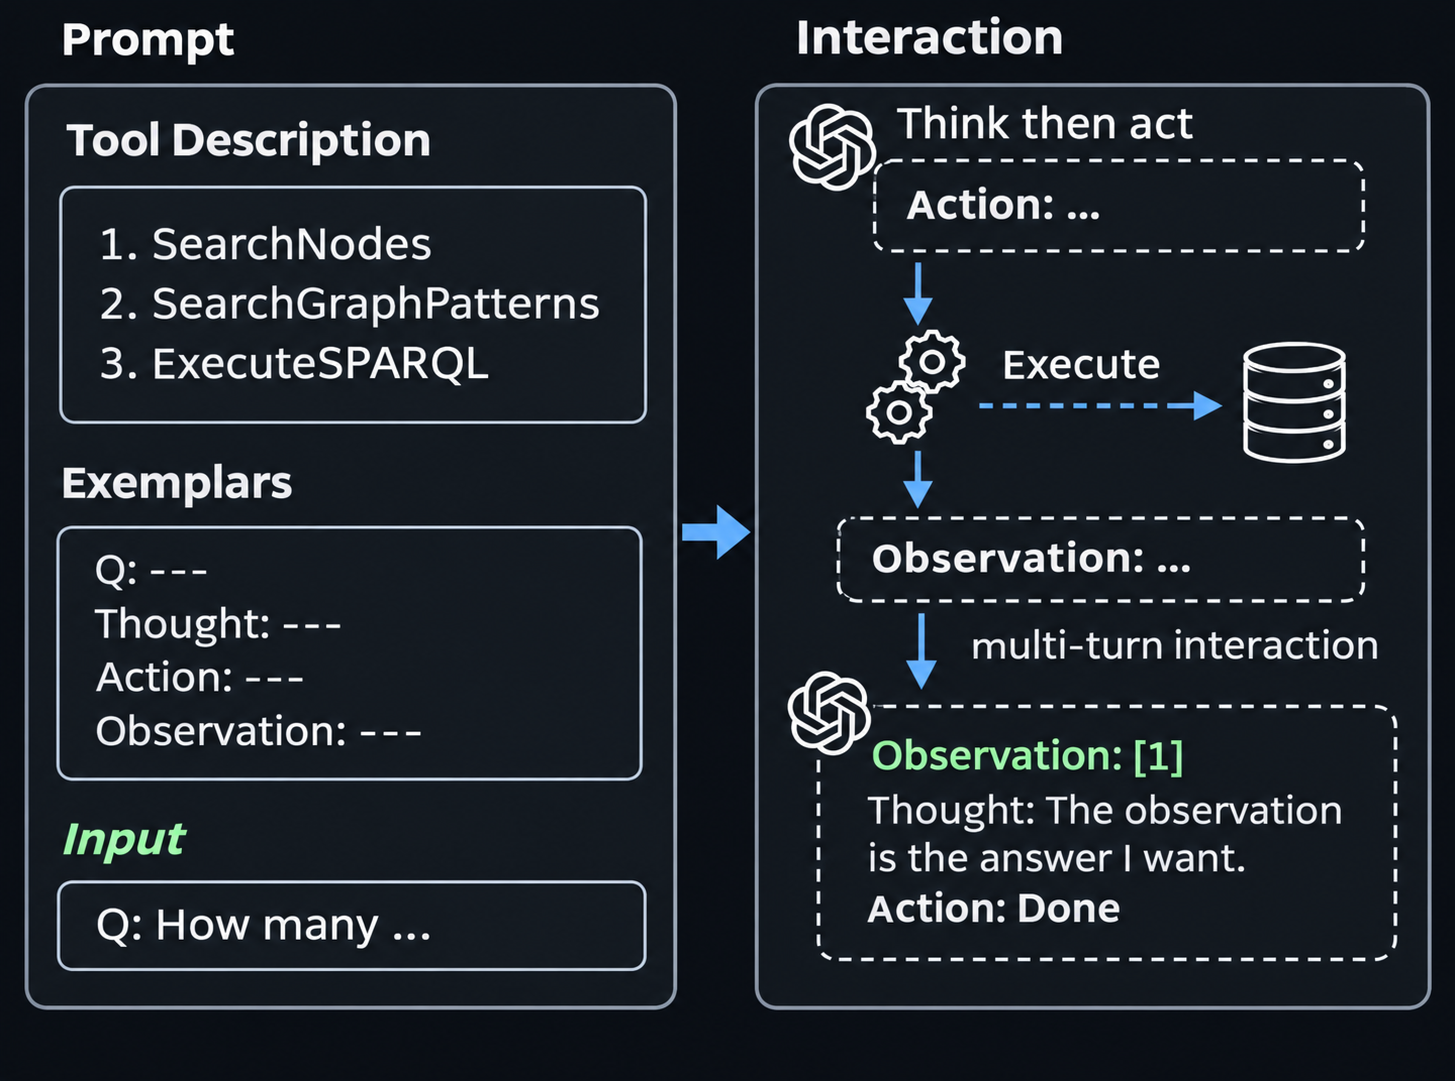 Prompt
Tool Description
1. SearchNodes
2. SearchGraphPatterns
3. ExecuteSPARQL
Exemplars
Q: ---
Thought: ---
Action: ---
Observation: ---
Input
Q: How many ...
Interaction
Think then act
Action: ...
Execute
Observation: ...
multi-turn interaction
Observation: [1]
Thought: The observation
is the answer I want.
Action: Done